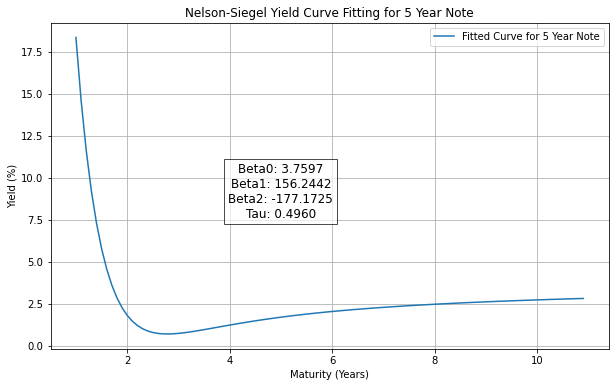 Nelson-Siegel Yield Curve Fitting for 5 Year Note
Fitted Curve for 5 Year Note
17.5
15.0
12.5
10.0
7.5
5.0
2.5
0.0
Yield (%)
Beta0: 3.7597
Beta1: 156.2442
Beta2: -177.1725
Tau: 0.4960
2 4 6 8 10
Maturity (Years)